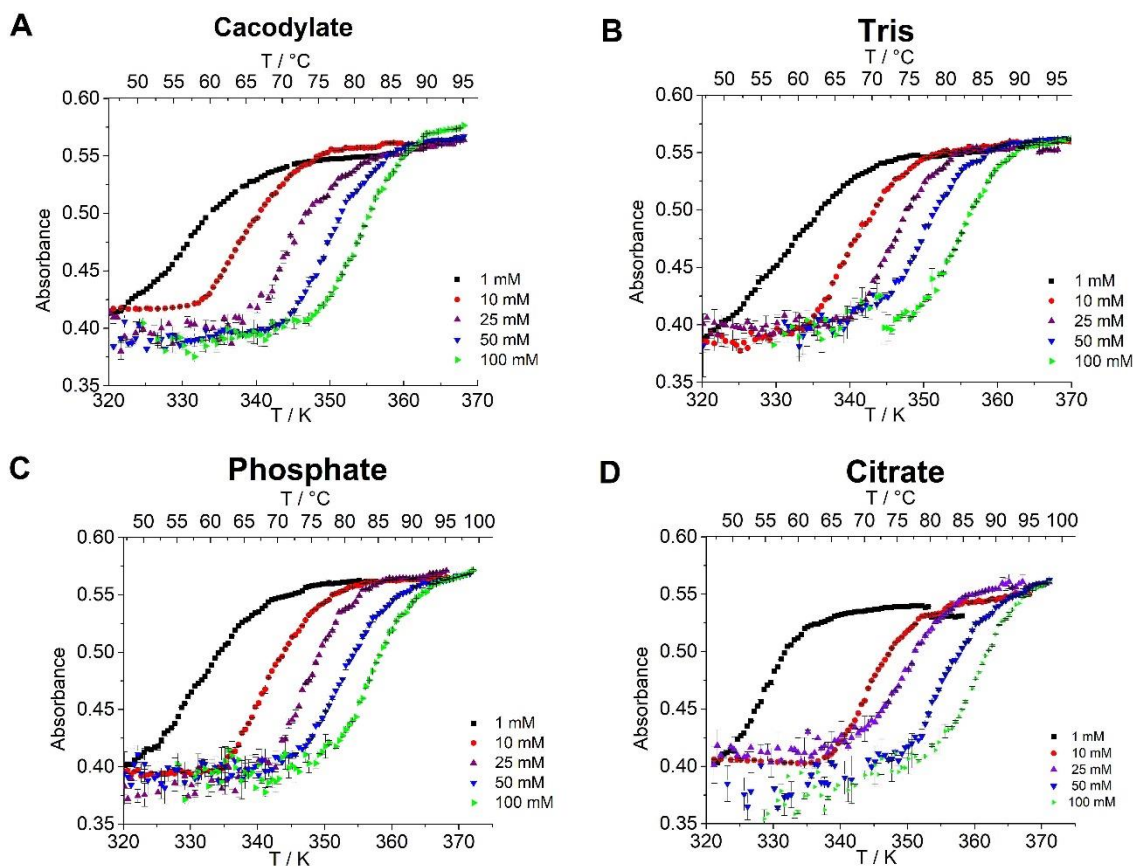 A
Cacodylate
T / °C
50 55 60 65 70 75 80 85 90 95
0.60
0.55
0.50
0.45
0.40
0.35
Absorbance
1 mM
10 mM
25 mM
50 mM
100 mM
320 330 340 350 360 370
T / K
B
Tris
T / °C
50 55 60 65 70 75 80 85 90 95
0.60
0.55
0.50
0.45
0.40
0.35
Absorbance
1 mM
10 mM
25 mM
50 mM
100 mM
320 330 340 350 360 370
T / K
C
Phosphate
T / °C
50 55 60 65 70 75 80 85 90 95 100
0.60
0.55
0.50
0.45
0.40
0.35
Absorbance
1 mM
10 mM
25 mM
50 mM
100 mM
320 330 340 350 360 370
T / K
D
Citrate
T / °C
50 55 60 65 70 75 80 85 90 95 100
0.60
0.55
0.50
0.45
0.40
0.35
Absorbance
1 mM
10 mM
25 mM
50 mM
100 mM
320 330 340 350 360 370
T / K